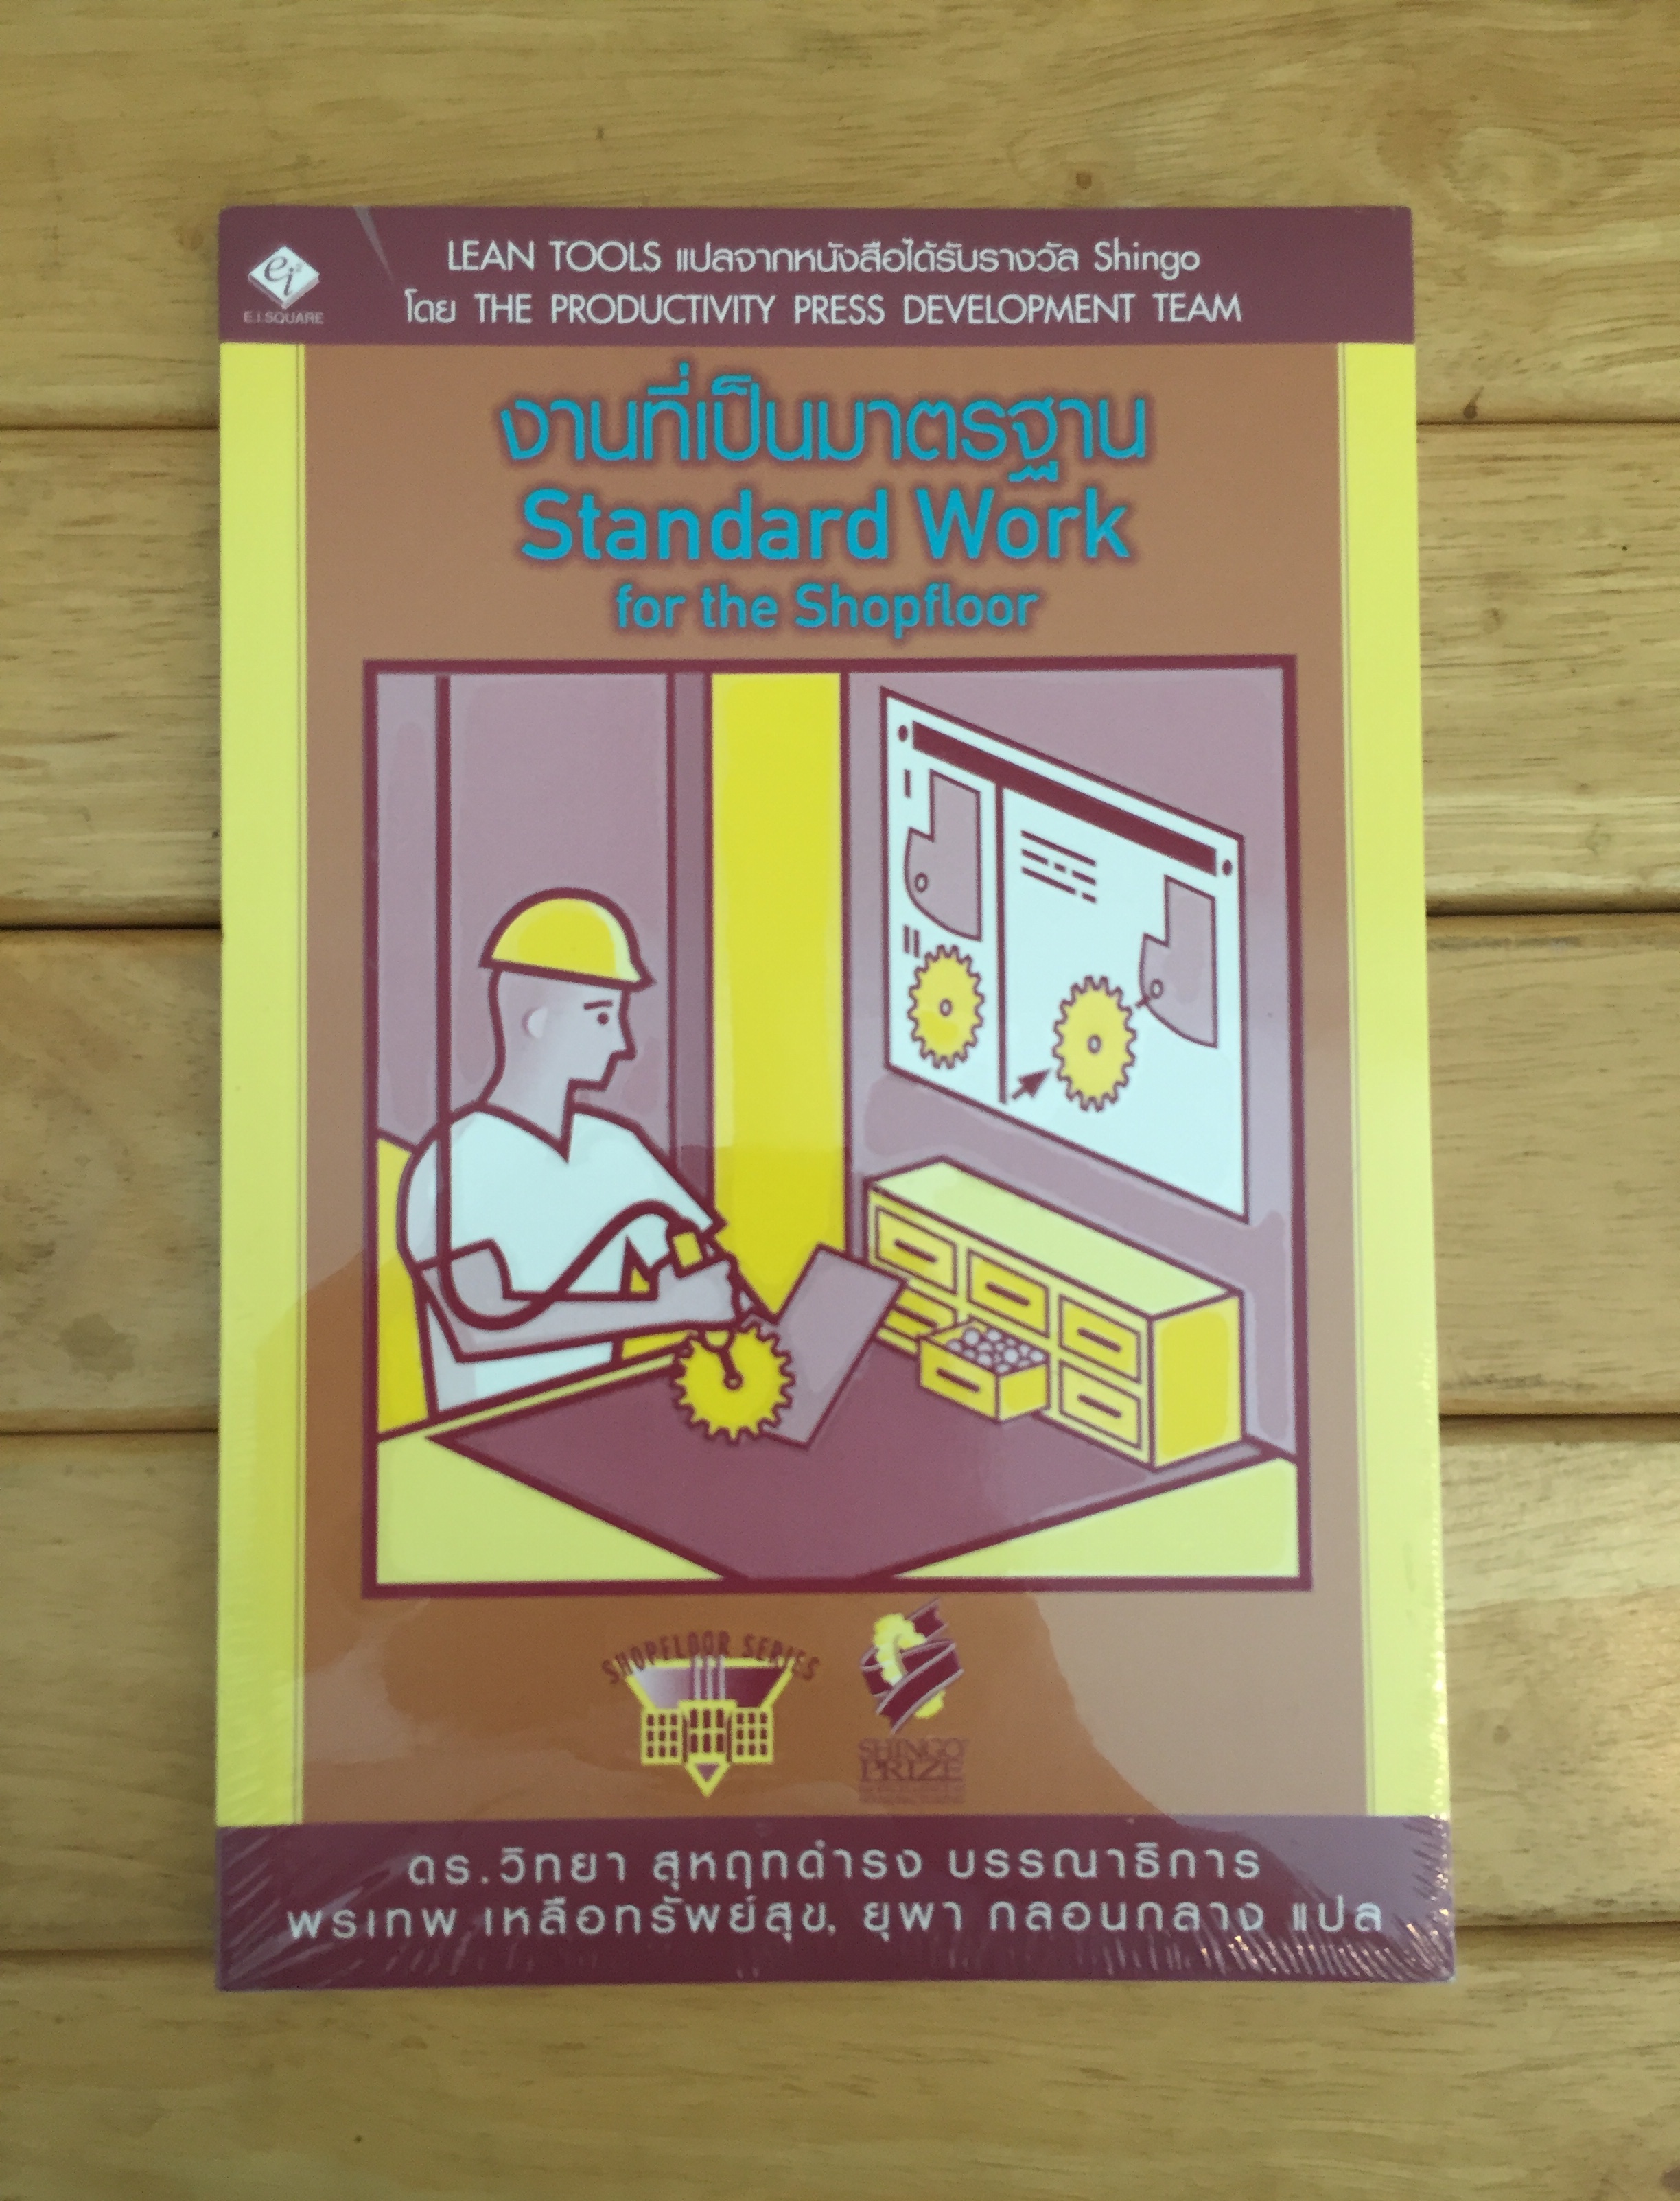 LEAN TOOLS แปลจากหนังสือได้รับรางวัล Shingo
โดย THE PRODUCTIVITY PRESS DEVELOPMENT TEAM
ei
E.I.SQUARE
งานที่เป็นมาตรฐาน
Standard Work
for the Shopfloor
I
II
SHOPFLOOR SERIES
SHINGO
PRIZE
ดร.วิทยา สุหฤทดำรง บรรณาธิการ
พรเทพ เหลือทรัพย์สุข, ยุพา กลอนกลาง แปล